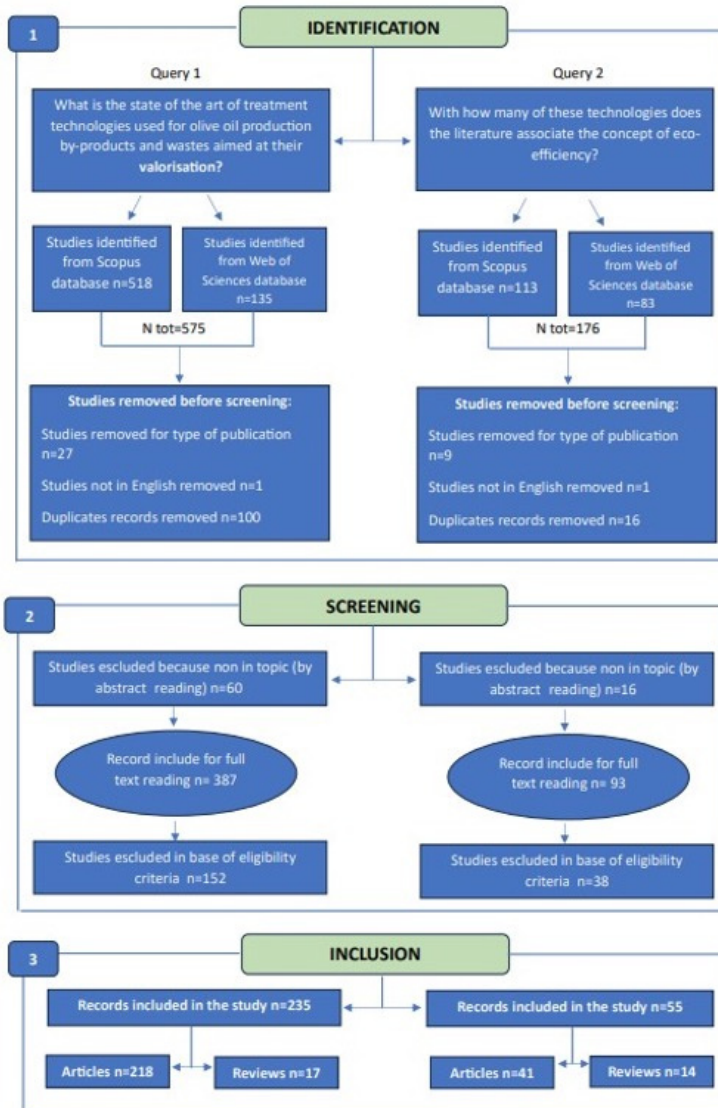 1
IDENTIFICATION
Query 1
What is the state of the art of treatment
technologies used for olive oil production
by-products and wastes aimed at their
valorisation?
Query 2
With how many of these technologies does
the literature associate the concept of eco-
efficiency?
Studies identified
from Scopus
database n=518
Studies identified
from Web of
Sciences database
n=135
Studies identified
from Scopus
database n=113
Studies identified
from Web of
Sciences database
n=83
N tot=575
N tot=176
Studies removed before screening:
Studies removed for type of publication
n=27
Studies not in English removed n=1
Duplicates records removed n=100
Studies removed before screening:
Studies removed for type of publication
n=9
Studies not in English removed n=1
Duplicates records removed n=16
2
SCREENING
Studies escluded because non in topic (by
abstract reading) n=60
Studies escluded because non in topic (by
abstract reading) n=16
Record include for full
text reading n= 387
Record include for full
text reading n= 93
Studies escluded in base of eligibility
criteria n=152
Studies escluded in base of eligibility
criteria n=38
3
INCLUSION
Records included in the study n=235
Records included in the study n=55
Articles n=218
Reviews n=17
Articles n=41
Reviews n=14